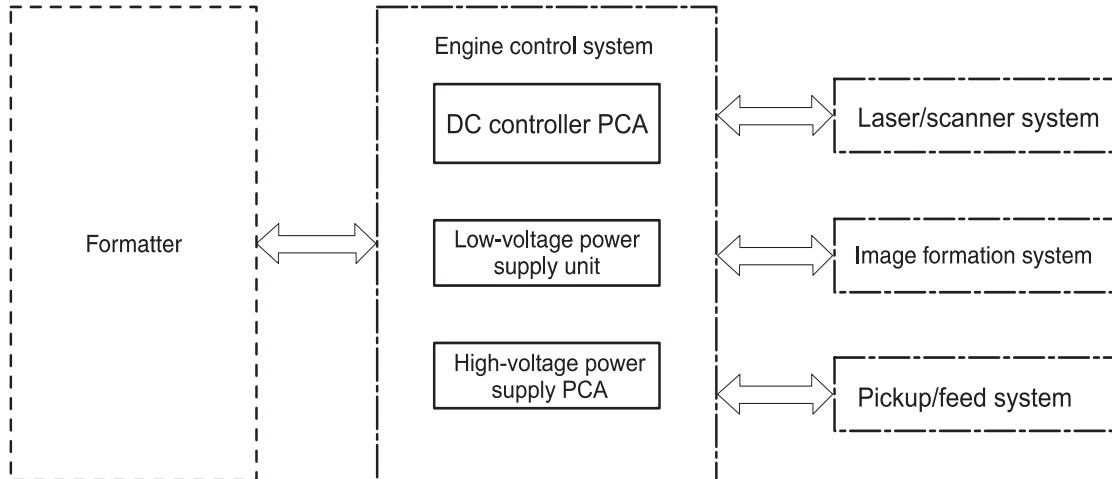 Engine control system
DC controller PCA
Laser/scanner system
Formatter
Low-voltage power
supply unit
Image formation system
High-voltage power
supply PCA
Pickup/feed system